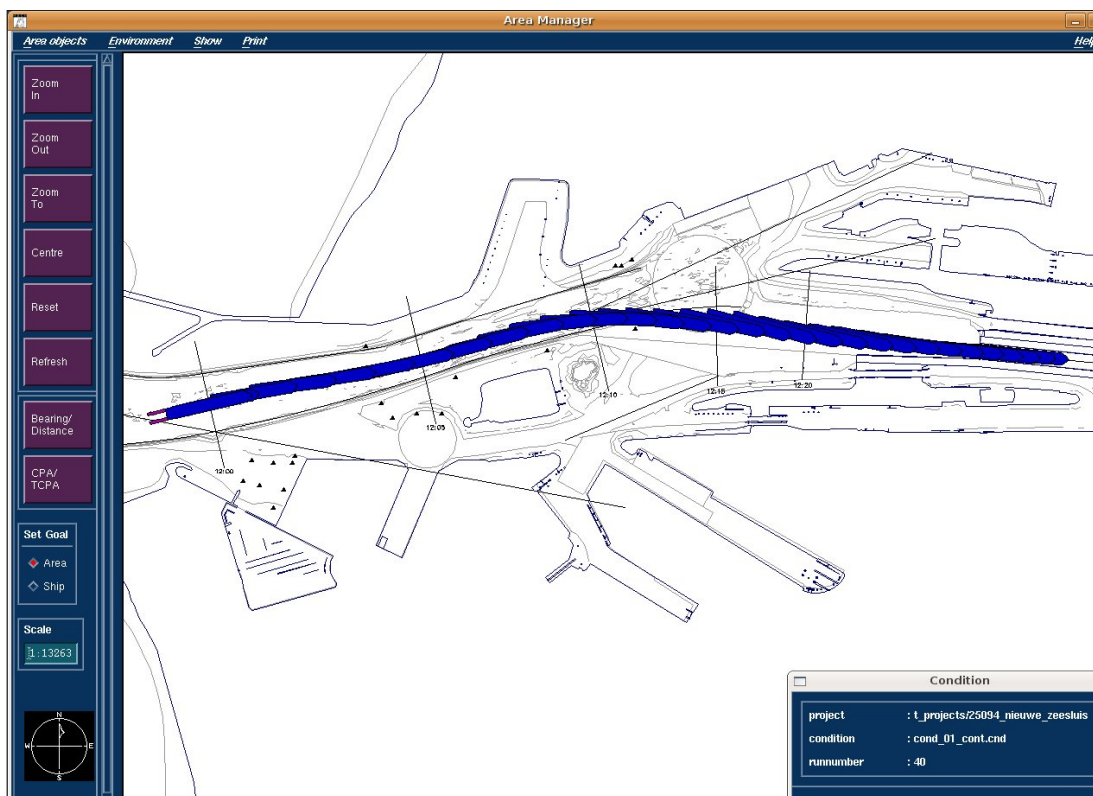 Area Manager
Area objects Environment Show Print Help
Zoom
In
Zoom
Out
Zoom
To
Centre
Reset
Refresh
Bearing/
Distance
CPA/
TCPA
Set Goal
Area
Ship
Scale
1:13263
N
W E
S
12:00
12:05
12:10
12:15
12:20
Condition
project : t_projects/25094_nieuwe_zeesluis
condition : cond_01_cont.cnd
runnumber : 40